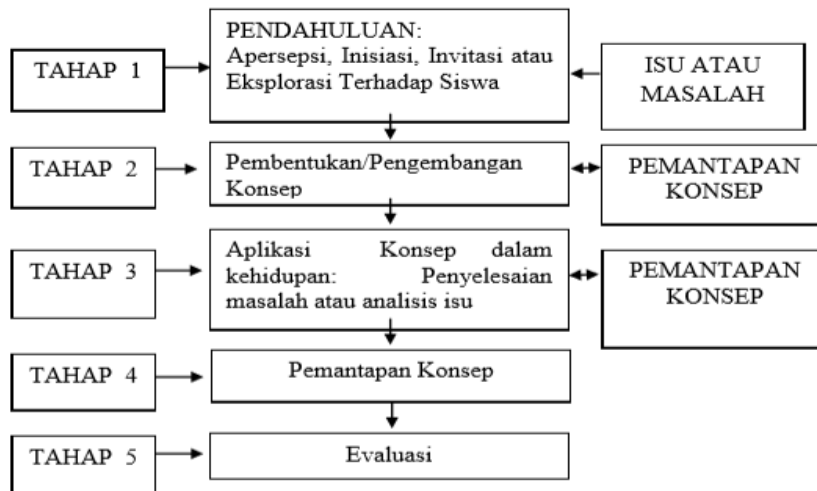 TAHAP 1
PENDAHULUAN:
Apersepsi, Inisiasi, Invitasi atau
Eksplorasi Terhadap Siswa
ISU ATAU
MASALAH
TAHAP 2
Pembentukan/Pengembangan
Konsep
PEMANTAPAN
KONSEP
TAHAP 3
Aplikasi Konsep dalam
kehidupan: Penyelesaian
masalah atau analisis isu
PEMANTAPAN
KONSEP
TAHAP 4
Pemantapan Konsep
TAHAP 5
Evaluasi